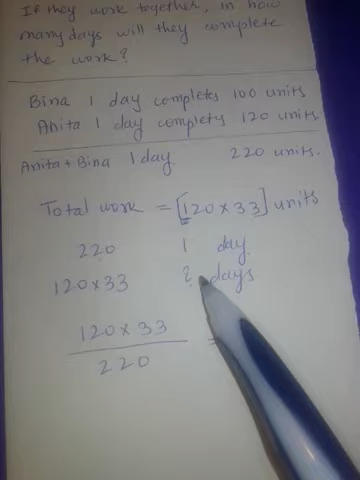 If they work together, in how
many days will they complete
the work?
Bina 1 day completes 100 units
Anita 1 day completes 120 units
Anita + Bina 1 day 220 units.
Total work = [120 × 33] units
220 1 day.
120 × 33 ? days
120 × 33
220
=